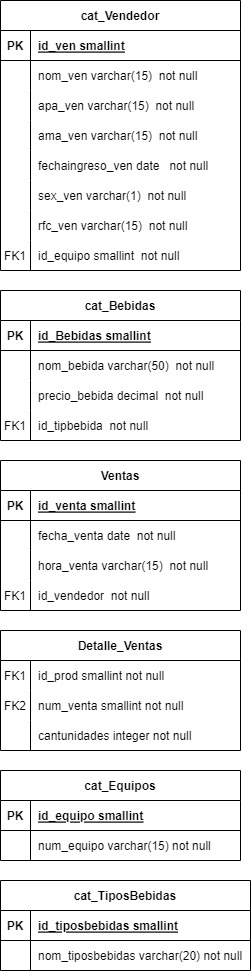 cat_Vendedor
PK id_ven smallint
nom_ven varchar(15) not null
apa_ven varchar(15) not null
ama_ven varchar(15) not null
fechaingreso_ven date not null
sex_ven varchar(1) not null
rfc_ven varchar(15) not null
FK1 id_equipo smallint not null
cat_Bebidas
PK id_Bebidas smallint
nom_bebida varchar(50) not null
precio_bebida decimal not null
FK1 id_tipbebida not null
Ventas
PK id_venta smallint
fecha_venta date not null
hora_venta varchar(15) not null
FK1 id_vendedor not null
Detalle_Ventas
FK1 id_prod smallint not null
FK2 num_venta smallint not null
cantunidades integer not null
cat_Equipos
PK id_equipo smallint
num_equipo varchar(15) not null
cat_TiposBebidas
PK id_tiposbebidas smallint
nom_tiposbebidas varchar(20) not null